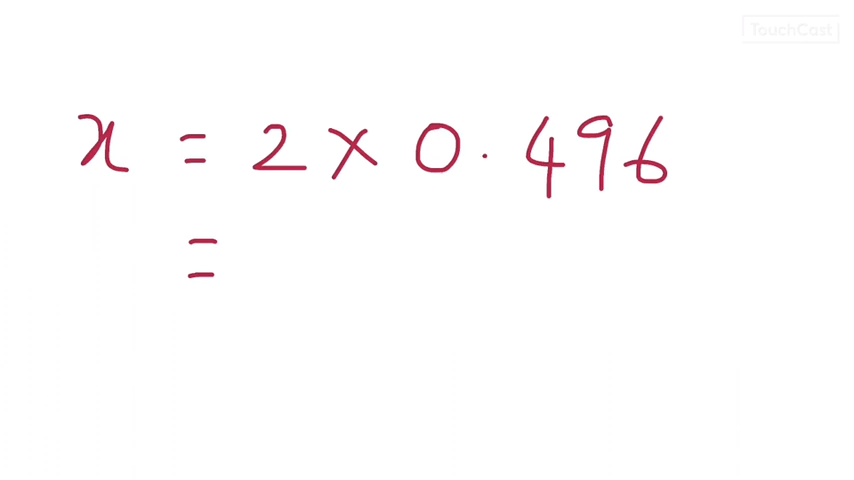 TouchCast
x = 2 × 0.496
=